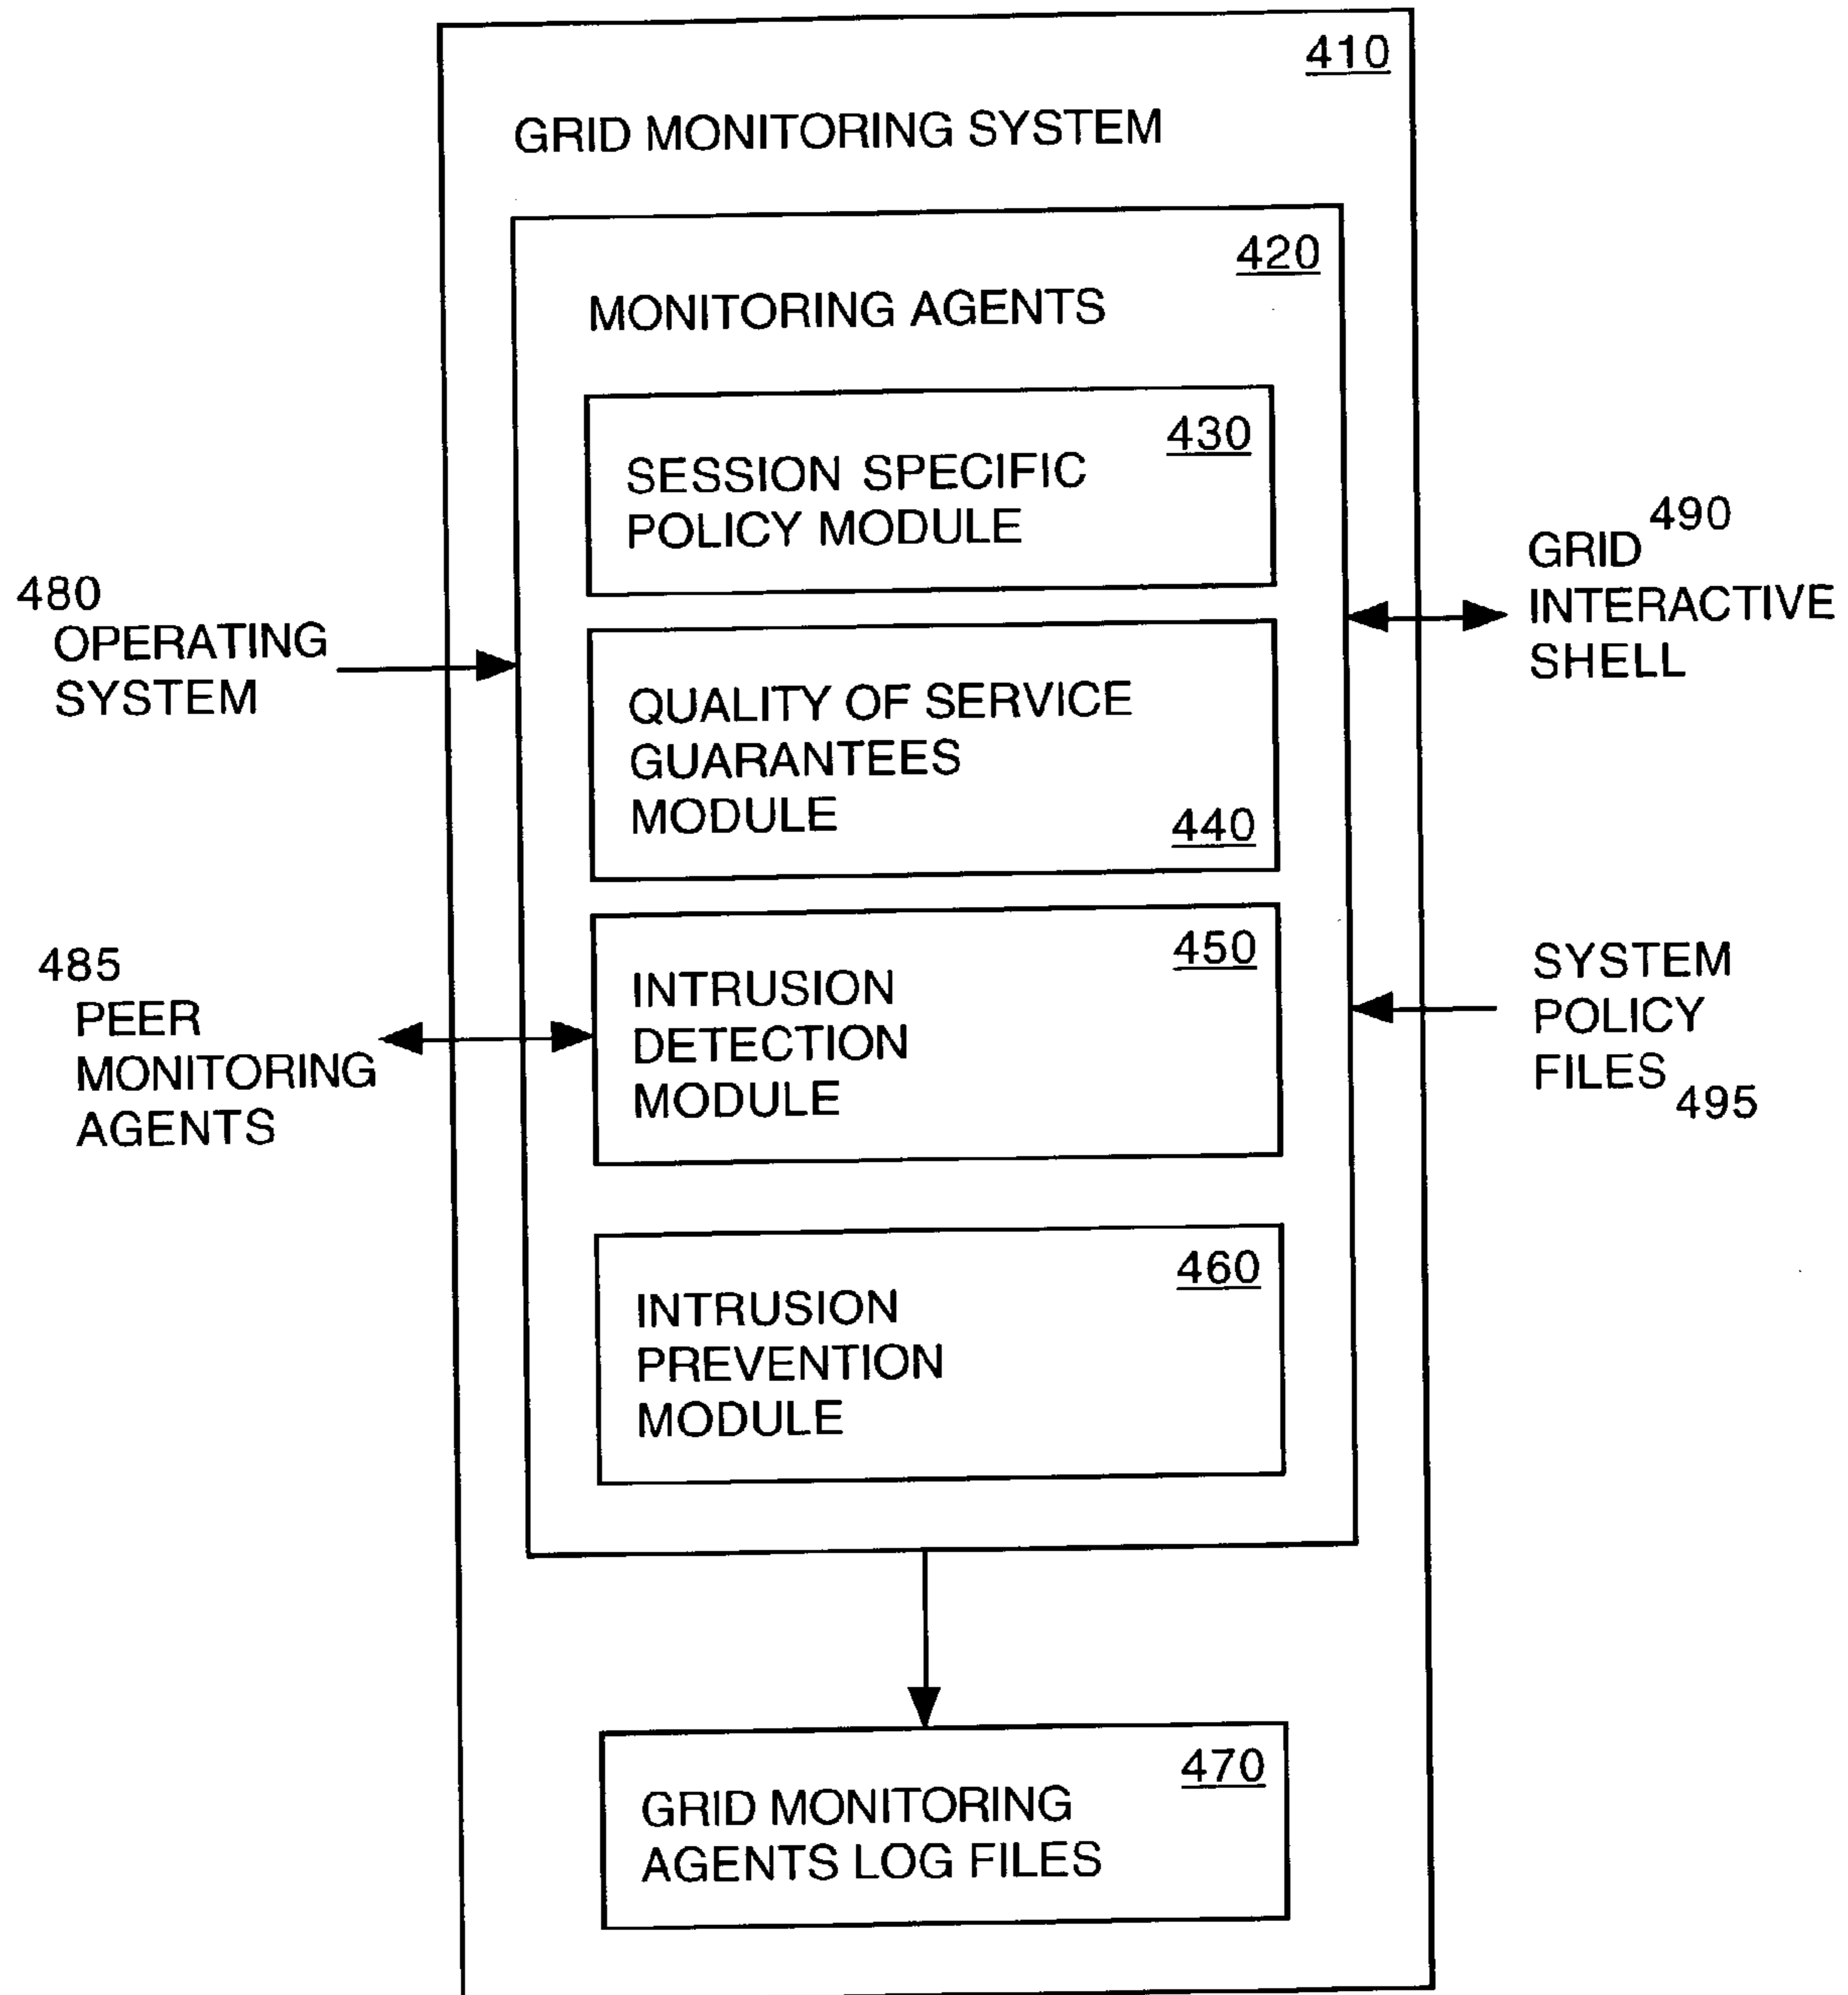 410
GRID MONITORING SYSTEM
420
MONITORING AGENTS
430
SESSION SPECIFIC
POLICY MODULE
480
OPERATING
SYSTEM
490
GRID
INTERACTIVE
SHELL
QUALITY OF SERVICE
GUARANTEES
MODULE
440
485
PEER
MONITORING
AGENTS
450
INTRUSION
DETECTION
MODULE
SYSTEM
POLICY
FILES
495
460
INTRUSION
PREVENTION
MODULE
470
GRID MONITORING
AGENTS LOG FILES